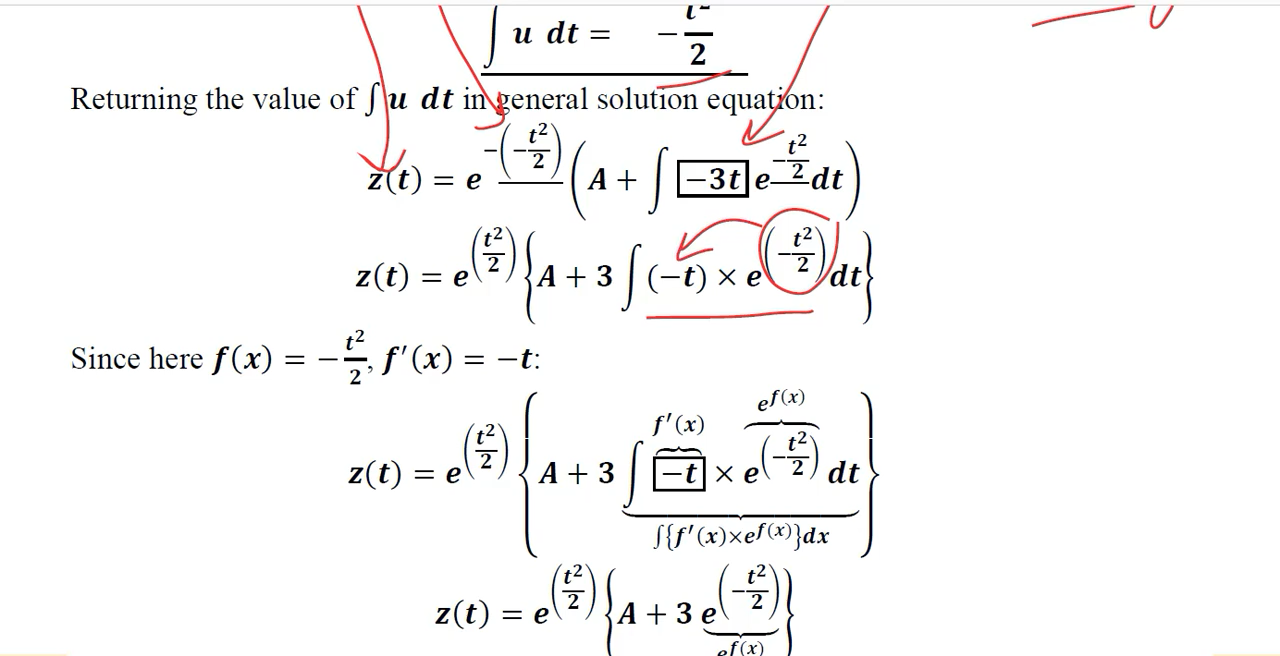 ∫ u dt = − t²/2
Returning the value of ∫ u dt in general solution equation:
z(t) = e^{−(−t²/2)} (A + ∫ −3t e^{−t²/2} dt)
z(t) = e^{(t²/2)} {A + 3 ∫ (−t) × e^{(−t²/2)} dt}
Since here f(x) = −t²/2, f′(x) = −t:
f′(x) e^{f(x)}
z(t) = e^{(t²/2)} {A + 3 ∫ −t × e^{(−t²/2)} dt}
∫{f′(x)×e^{f(x)}}dx
z(t) = e^{(t²/2)} {A + 3 e^{(−t²/2)}}
e^{f(x)}